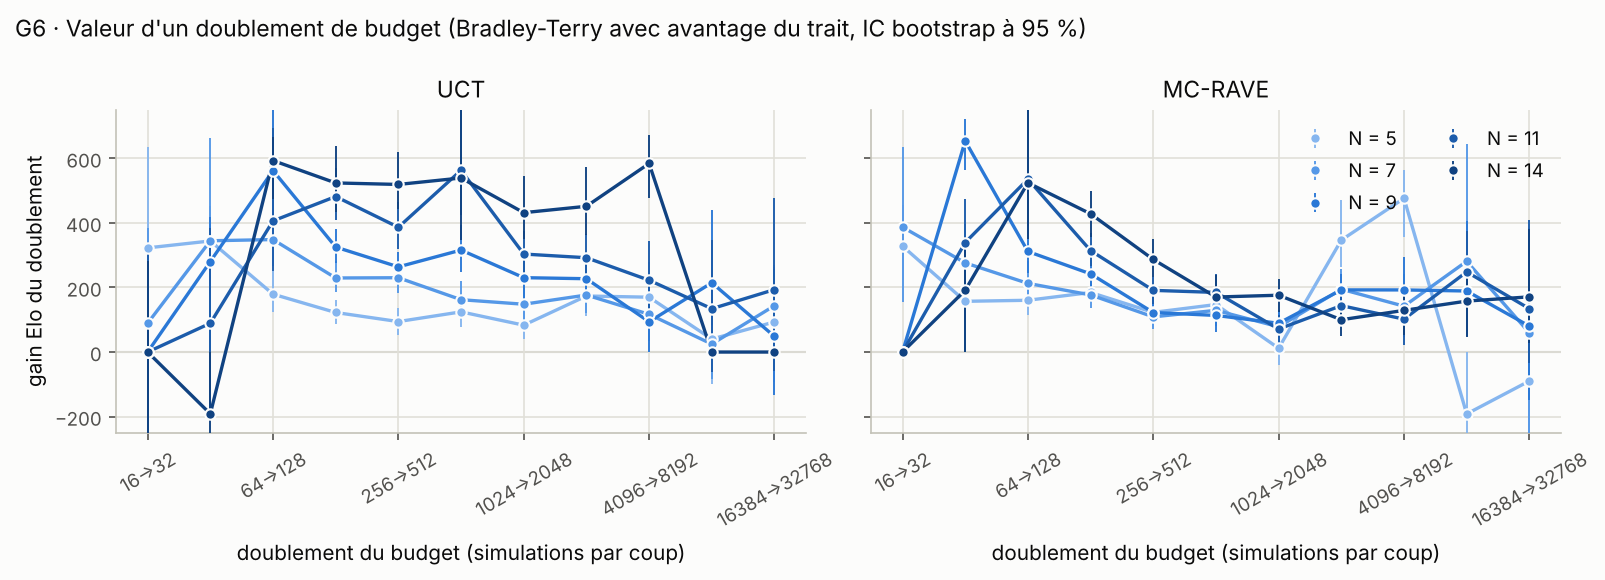 G6 · Valeur d'un doublement de budget (Bradley-Terry avec avantage du trait, IC bootstrap à 95 %)
UCT
MC-RAVE
gain Elo du doublement
600
400
200
0
−200
N = 5
N = 7
N = 9
N = 11
N = 14
16→32
64→128
256→512
1024→2048
4096→8192
16384→32768
16→32
64→128
256→512
1024→2048
4096→8192
16384→32768
doublement du budget (simulations par coup)
doublement du budget (simulations par coup)